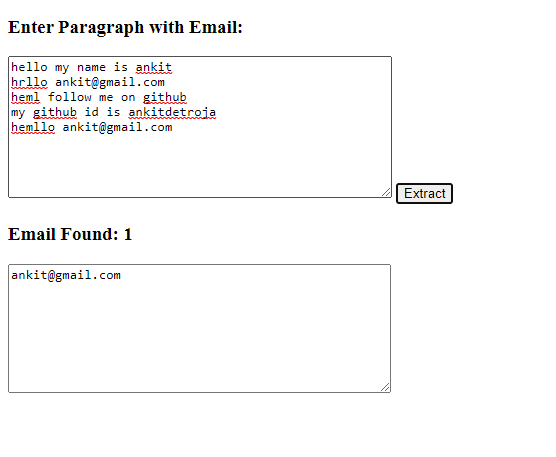 Enter Paragraph with Email:
hello my name is ankit
hrllo ankit@gmail.com
heml follow me on github
my github id is ankitdetroja
hemllo ankit@gmail.com
Extract
Email Found: 1
ankit@gmail.com